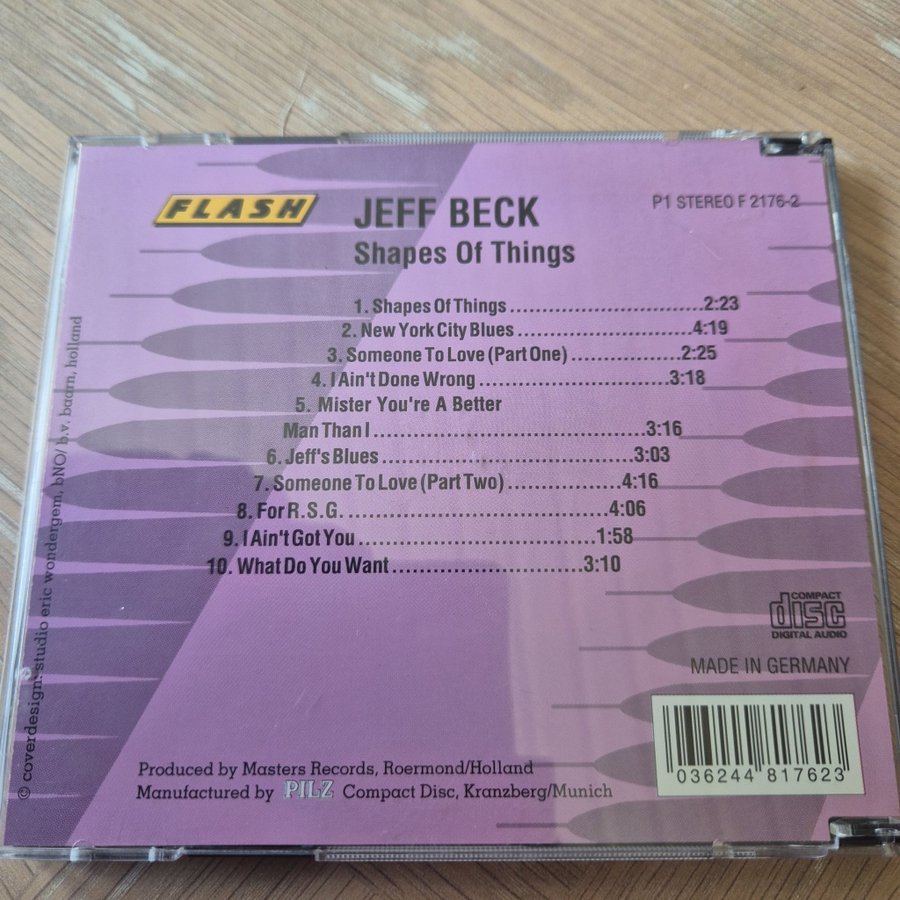 FLASH
JEFF BECK
Shapes Of Things
P1 STEREO F 2176-2
1. Shapes Of Things ................................ 2:23
2. New York City Blues ............................ 4:19
3. Someone To Love (Part One) .................. 2:25
4. I Ain't Done Wrong .............................. 3:18
5. Mister You're A Better
Man Than I ............................................ 3:16
6. Jeff's Blues ......................................... 3:03
7. Someone To Love (Part Two) .................. 4:16
8. For R.S.G. ........................................... 4:06
9. I Ain't Got You ..................................... 1:58
10. What Do You Want .............................. 3:10
COMPACT
disc
DIGITAL AUDIO
MADE IN GERMANY
036244 817623
Produced by Masters Records, Roermond/Holland
Manufactured by PILZ Compact Disc, Kranzberg/Munich
© coverdesign: studio eric wondergem, bNO/ b.v. baarn, holland